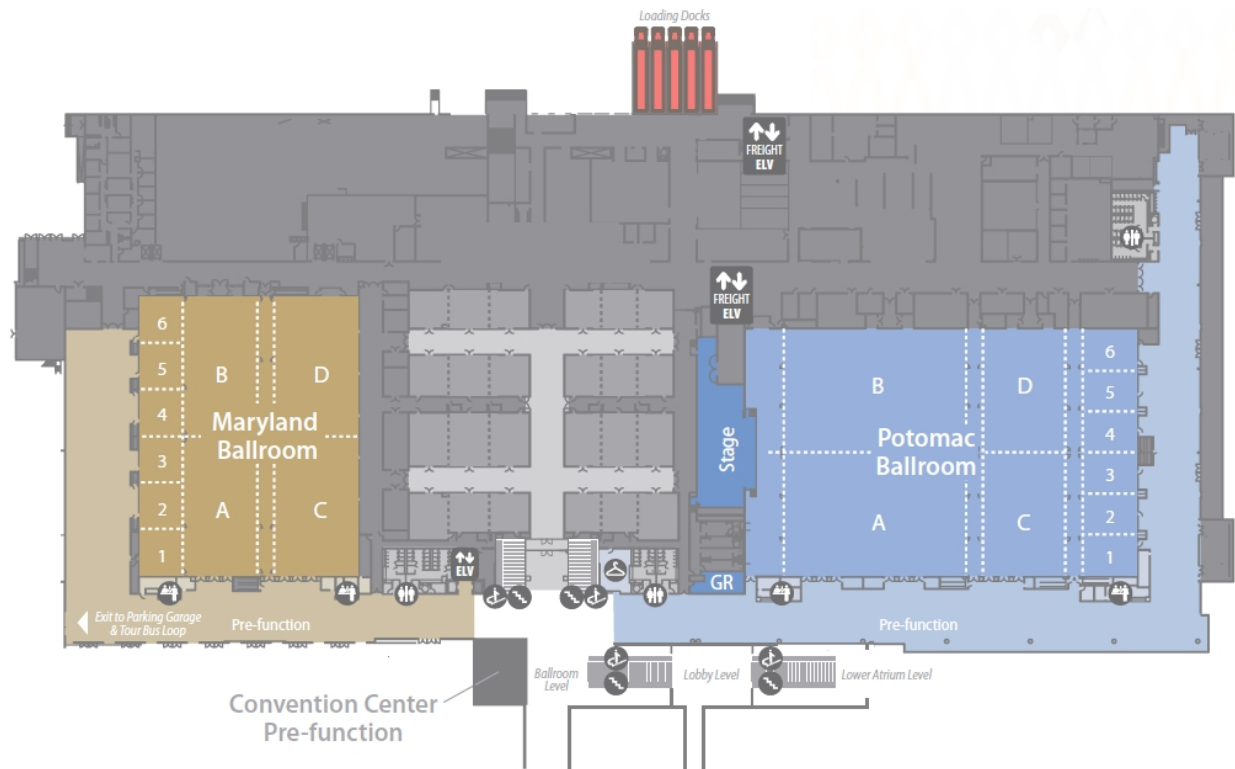 Loading Docks
FREIGHT
ELV
FREIGHT
ELV
6
5
4
3
2
1
B
D
Maryland
Ballroom
A
C
Stage
GR
B
D
Potomac
Ballroom
A
C
6
5
4
3
2
1
ELV
Exit to Parking Garage
& Tour Bus Loop
Pre-function
Pre-function
Ballroom
Level
Lobby Level
Lower Atrium Level
Convention Center
Pre-function